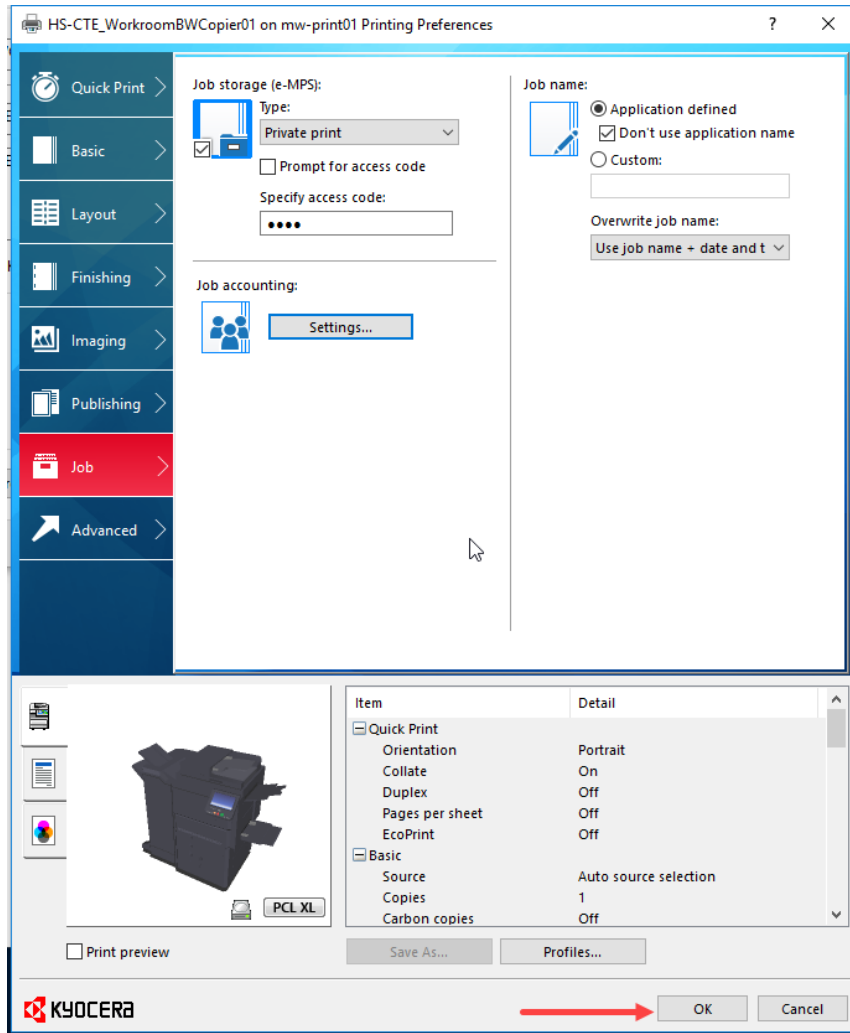 HS-CTE_WorkroomBWCopier01 on mw-print01 Printing Preferences
Quick Print
Basic
Layout
Finishing
Imaging
Publishing
Job
Advanced
Job storage (e-MPS):
Type:
Private print
Prompt for access code
Specify access code:
••••
Job accounting:
Settings...
Job name:
Application defined
Don't use application name
Custom:
Overwrite job name:
Use job name + date and t
PCL XL
Print preview
Item Detail
Quick Print
Orientation Portrait
Collate On
Duplex Off
Pages per sheet Off
EcoPrint Off
Basic
Source Auto source selection
Copies 1
Carbon copies Off
Save As... Profiles...
KYOCERA
OK Cancel